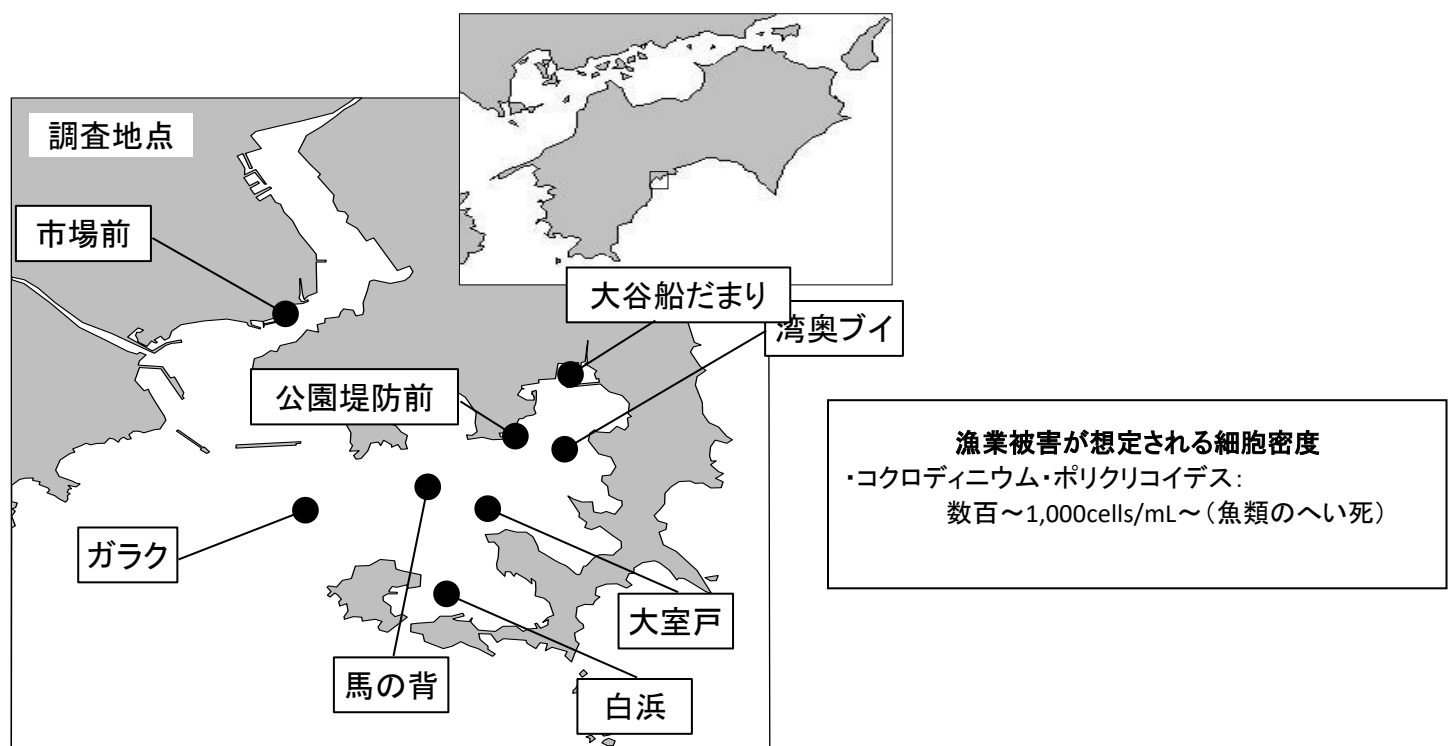 調査地点
市場前
大谷船だまり
湾奥ブイ
公園堤防前
ガラク
大室戸
馬の背
白浜
漁業被害が想定される細胞密度
・コクロディニウム・ポリクリコイデス：
数百～1,000cells/mL～（魚類のへい死）